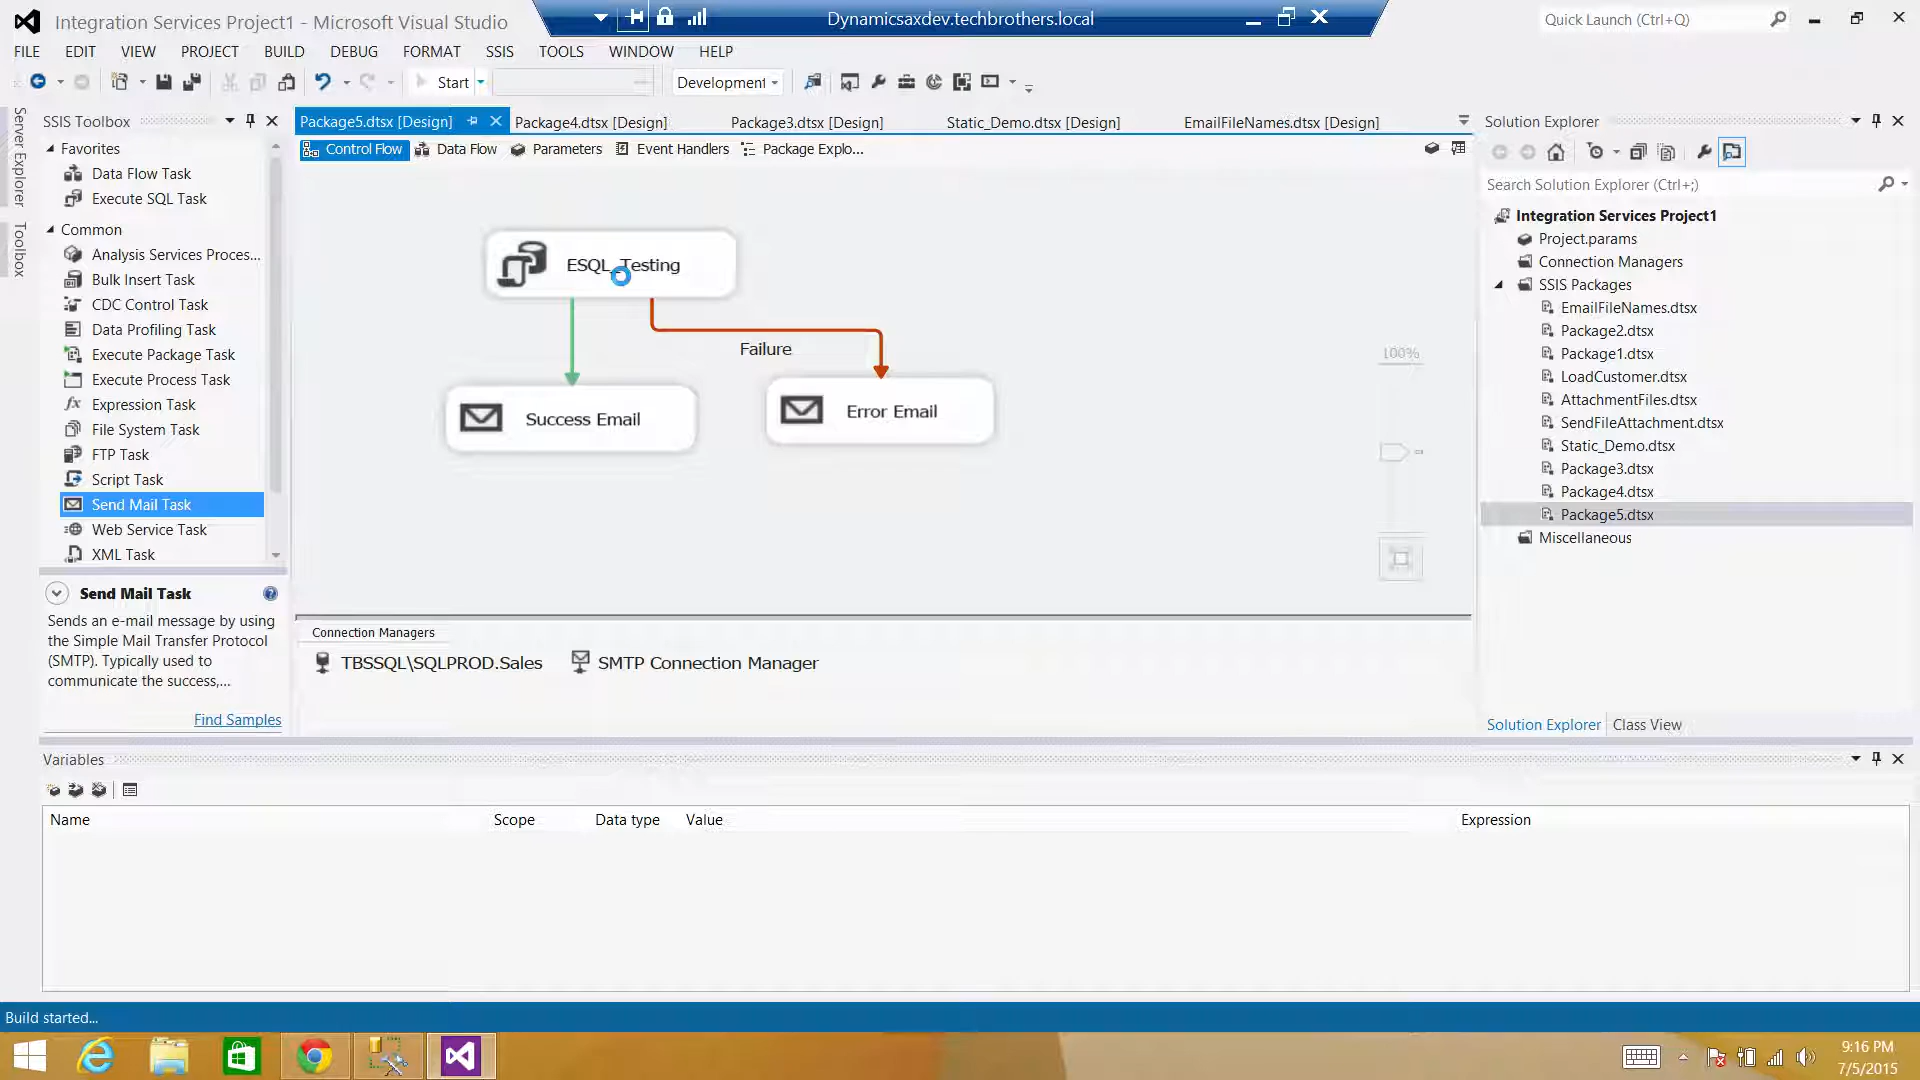 Integration Services Project1 - Microsoft Visual Studio
Dynamicsaxdev.techbrothers.local
Quick Launch (Ctrl+Q)
FILE EDIT VIEW PROJECT BUILD DEBUG FORMAT SSIS TOOLS WINDOW HELP
Start
Development
Server Explorer
Toolbox
SSIS Toolbox
Favorites
Data Flow Task
Execute SQL Task
Common
Analysis Services Proces...
Bulk Insert Task
CDC Control Task
Data Profiling Task
Execute Package Task
Execute Process Task
Expression Task
File System Task
FTP Task
Script Task
Send Mail Task
Web Service Task
XML Task
Send Mail Task
Sends an e-mail message by using
the Simple Mail Transfer Protocol
(SMTP). Typically used to
communicate the success,...
Find Samples
Package5.dtsx [Design] Package4.dtsx [Design] Package3.dtsx [Design] Static_Demo.dtsx [Design] EmailFileNames.dtsx [Design]
Control Flow Data Flow Parameters Event Handlers Package Explo...
ESQL_Testing
Failure
Success Email
Error Email
100%
Connection Managers
TBSSQL\SQLPROD.Sales SMTP Connection Manager
Solution Explorer
Search Solution Explorer (Ctrl+;)
Integration Services Project1
Project.params
Connection Managers
SSIS Packages
EmailFileNames.dtsx
Package2.dtsx
Package1.dtsx
LoadCustomer.dtsx
AttachmentFiles.dtsx
SendFileAttachment.dtsx
Static_Demo.dtsx
Package3.dtsx
Package4.dtsx
Package5.dtsx
Miscellaneous
Solution Explorer Class View
Variables
Name Scope Data type Value Expression
Build started...
9:16 PM
7/5/2015